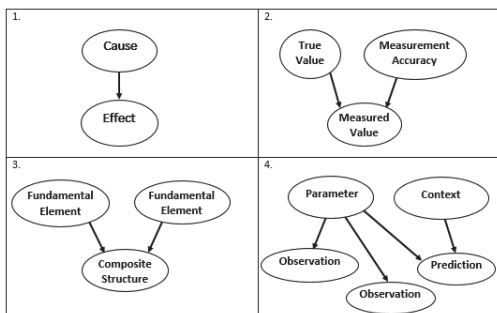 1.
Cause
Effect
2.
True
Value
Measurement
Accuracy
Measured
Value
3.
Fundamental
Element
Fundamental
Element
Composite
Structure
4.
Parameter
Context
Observation
Observation
Prediction